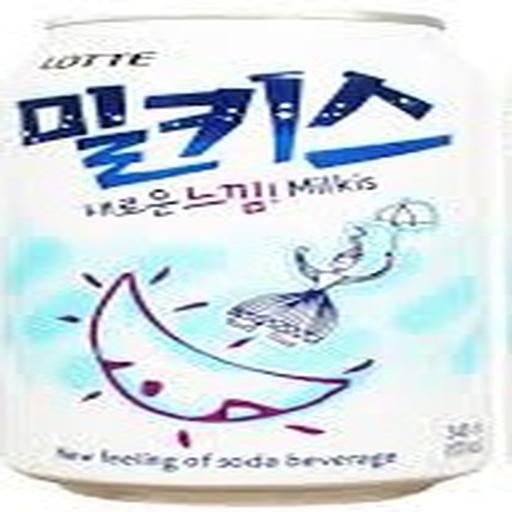 LOTTE
밀키스
새로운 느낌! Milkis
New feeling of soda beverage